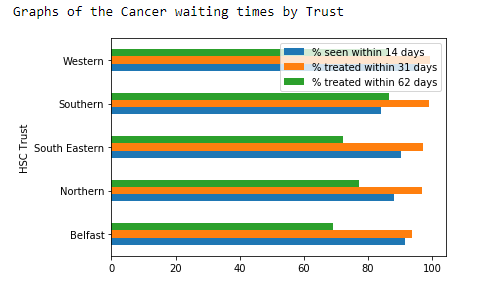 Graphs of the Cancer waiting times by Trust
% seen within 14 days
% treated within 31 days
% treated within 62 days
Western
Southern
South Eastern
Northern
Belfast
HSC Trust
0 20 40 60 80 100